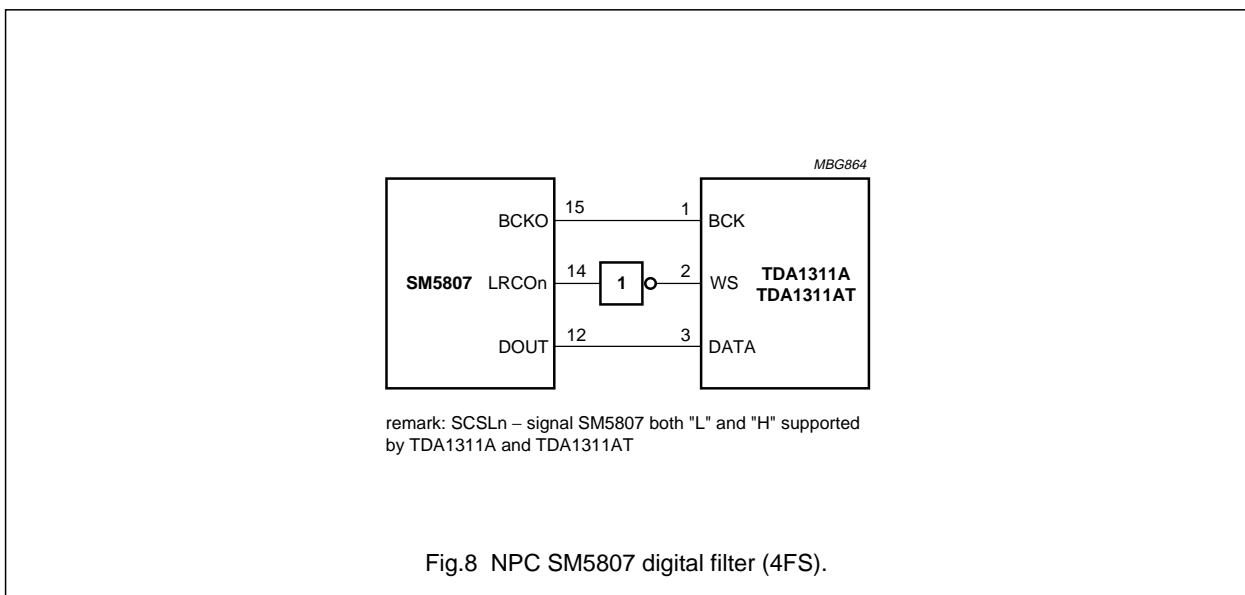 MBG864
BCKO 15 1 BCK
SM5807 LRCOn 14 1 2 WS TDA1311A
TDA1311AT
DOUT 12 3 DATA
remark: SCSLn – signal SM5807 both "L" and "H" supported
by TDA1311A and TDA1311AT
Fig.8 NPC SM5807 digital filter (4FS).